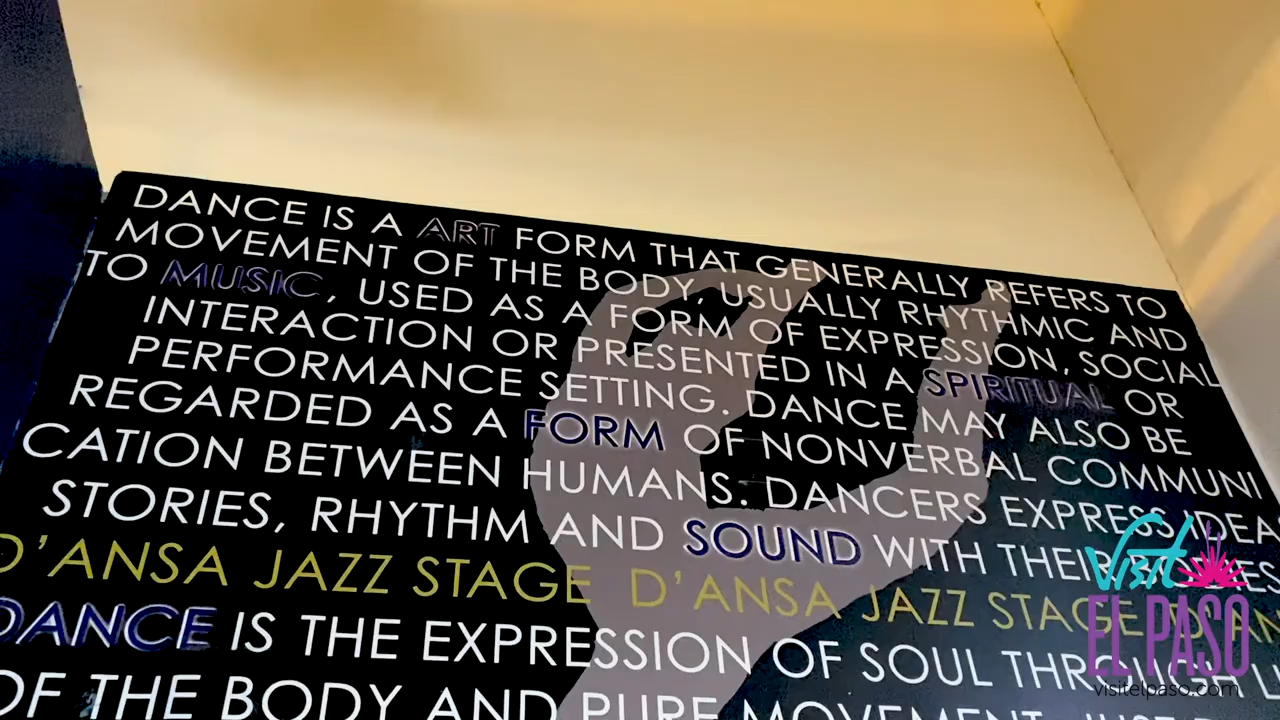 DANCE IS A ART FORM THAT GENERALLY REFERS TO
MOVEMENT OF THE BODY, USUALLY RHYTHMIC AND
TO MUSIC, USED AS A FORM OF EXPRESSION, SOCIAL
INTERACTION OR PRESENTED IN A SPIRITUAL OR
PERFORMANCE SETTING. DANCE MAY ALSO BE
REGARDED AS A FORM OF NONVERBAL COMMUNI
CATION BETWEEN HUMANS. DANCERS EXPRESS IDEA
STORIES, RHYTHM AND SOUND WITH THEIR
D'ANSA JAZZ STAGE D'ANSA JAZZ STAGE D'AN
DANCE IS THE EXPRESSION OF SOUL THROUGH
OF THE BODY AND PURE MOVEMENT.
Visit
EL PASO
visitelpaso.com